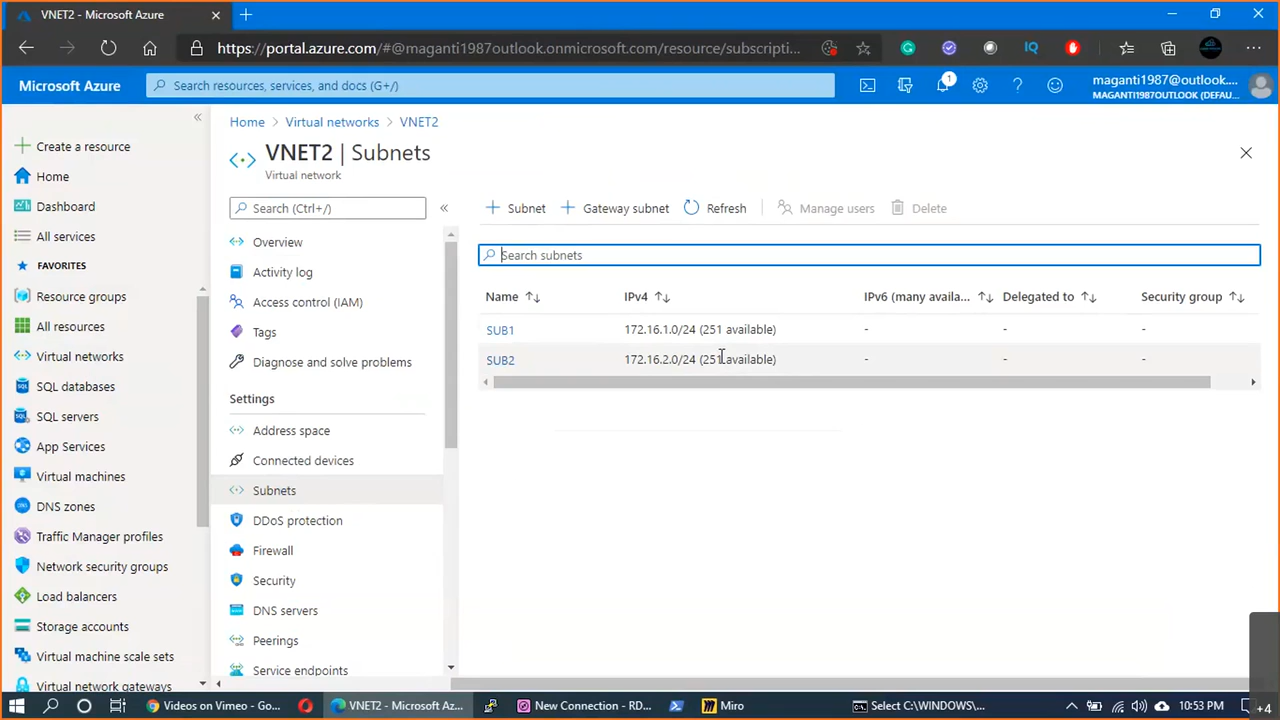 VNET2 - Microsoft Azure
https://portal.azure.com/#@maganti1987outlook.onmicrosoft.com/resource/subscripti...
IQ
Microsoft Azure
Search resources, services, and docs (G+/)
1
maganti1987@outlook....
MAGANTI1987OUTLOOK (DEFAU...
Create a resource
Home
Dashboard
All services
FAVORITES
Resource groups
All resources
Virtual networks
SQL databases
SQL servers
App Services
Virtual machines
DNS zones
Traffic Manager profiles
Network security groups
Load balancers
Storage accounts
Virtual machine scale sets
Virtual network gateways
Home > Virtual networks > VNET2
VNET2 | Subnets
Virtual network
Search (Ctrl+/)
Overview
Activity log
Access control (IAM)
Tags
Diagnose and solve problems
Settings
Address space
Connected devices
Subnets
DDoS protection
Firewall
Security
DNS servers
Peerings
Service endpoints
Subnet Gateway subnet Refresh Manage users Delete
Search subnets
Name IPv4 IPv6 (many availa... Delegated to Security group
SUB1 172.16.1.0/24 (251 available) - - -
SUB2 172.16.2.0/24 (251 available) - - -
Videos on Vimeo - Go... VNET2 - Microsoft Az... New Connection - RD... Miro Select C:\WINDOWS\... 10:53 PM +4